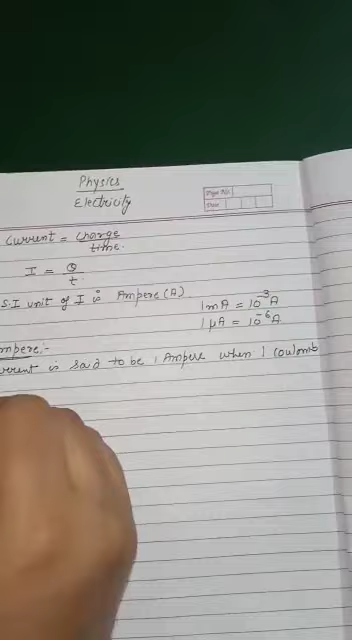 Physics
Electricity
Page No.
Date
Current = Charge / time.
I = Q / t
S.I unit of I is Ampere (A)
1mA = 10⁻³A
1μA = 10⁻⁶A
mpere:-
rrent is said to be 1 Ampere when 1 Coulomb